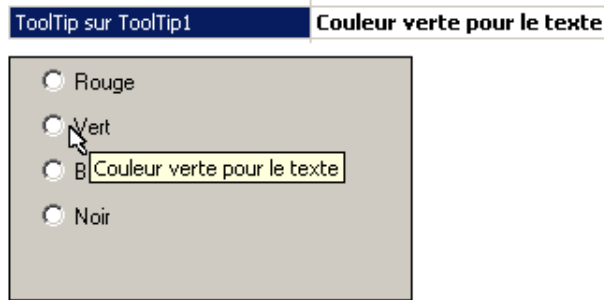 ToolTip sur ToolTip1 Couleur verte pour le texte
Rouge
Vert
B Couleur verte pour le texte
Noir